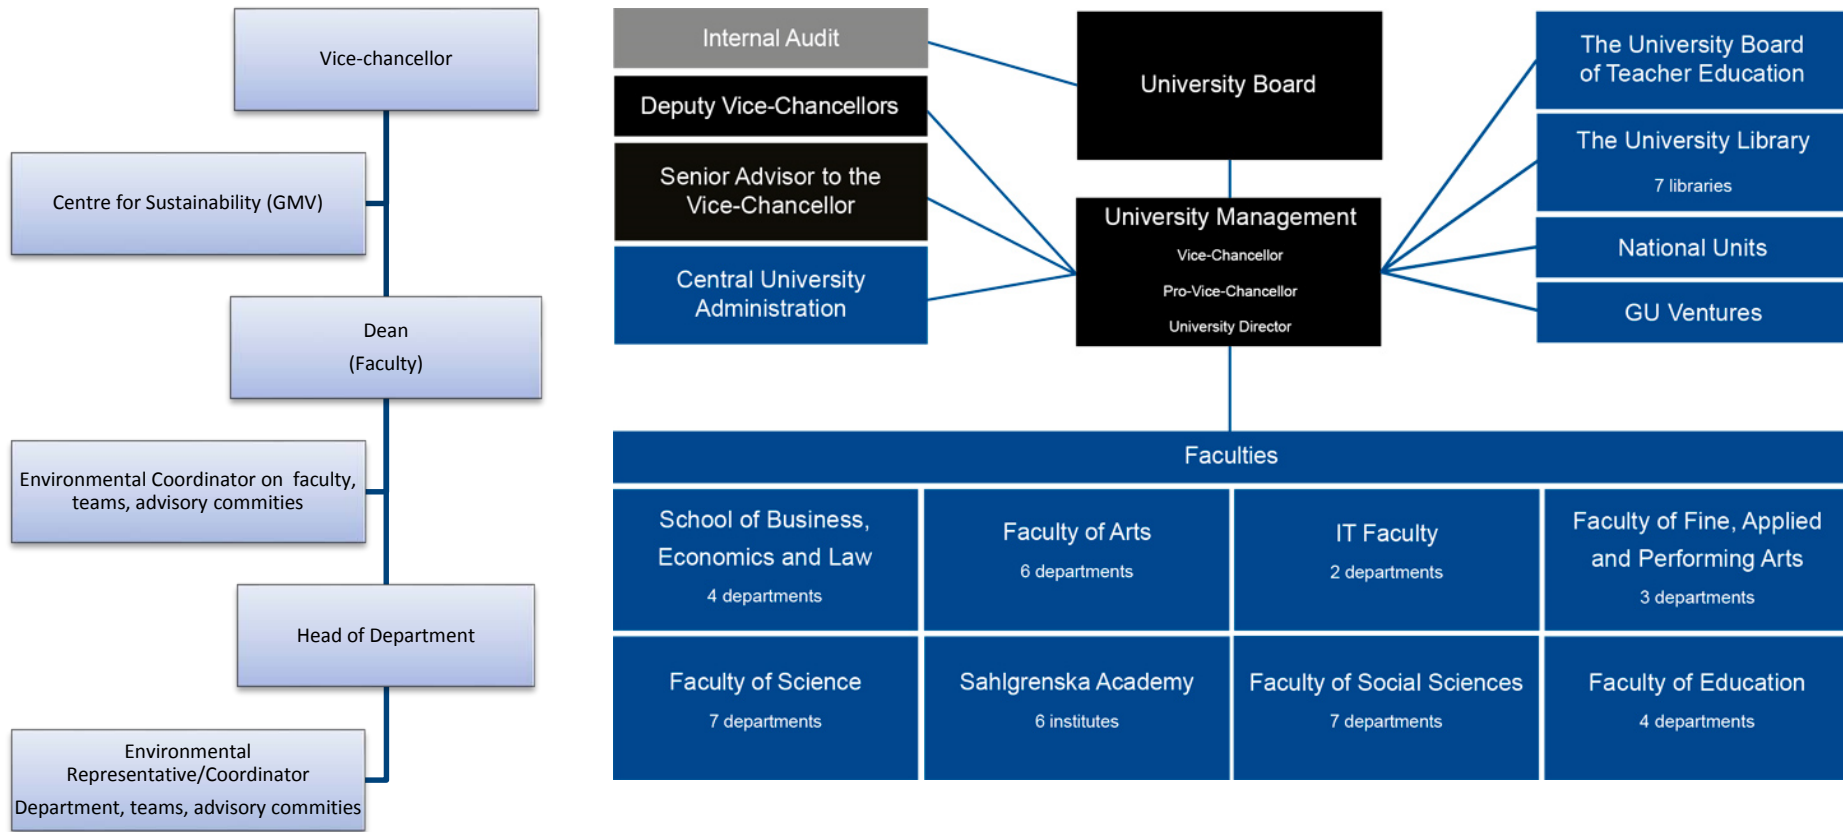 Vice-chancellor
Centre for Sustainability (GMV)
Dean
(Faculty)
Environmental Coordinator on  faculty,
teams, advisory commities
Head of Department
Environmental
Representative/Coordinator
Department, teams, advisory commities
Internal Audit
Deputy Vice-Chancellors
Senior Advisor to the
Vice-Chancellor
Central University
Administration
University Board
University Management
Vice-Chancellor
Pro-Vice-Chancellor
University Director
The University Board
of Teacher Education
The University Library
7 libraries
National Units
GU Ventures
Faculties
School of Business,
Economics and Law
4 departments
Faculty of Arts
6 departments
IT Faculty
2 departments
Faculty of Fine, Applied
and Performing Arts
3 departments
Faculty of Science
7 departments
Sahlgrenska Academy
6 institutes
Faculty of Social Sciences
7 departments
Faculty of Education
4 departments